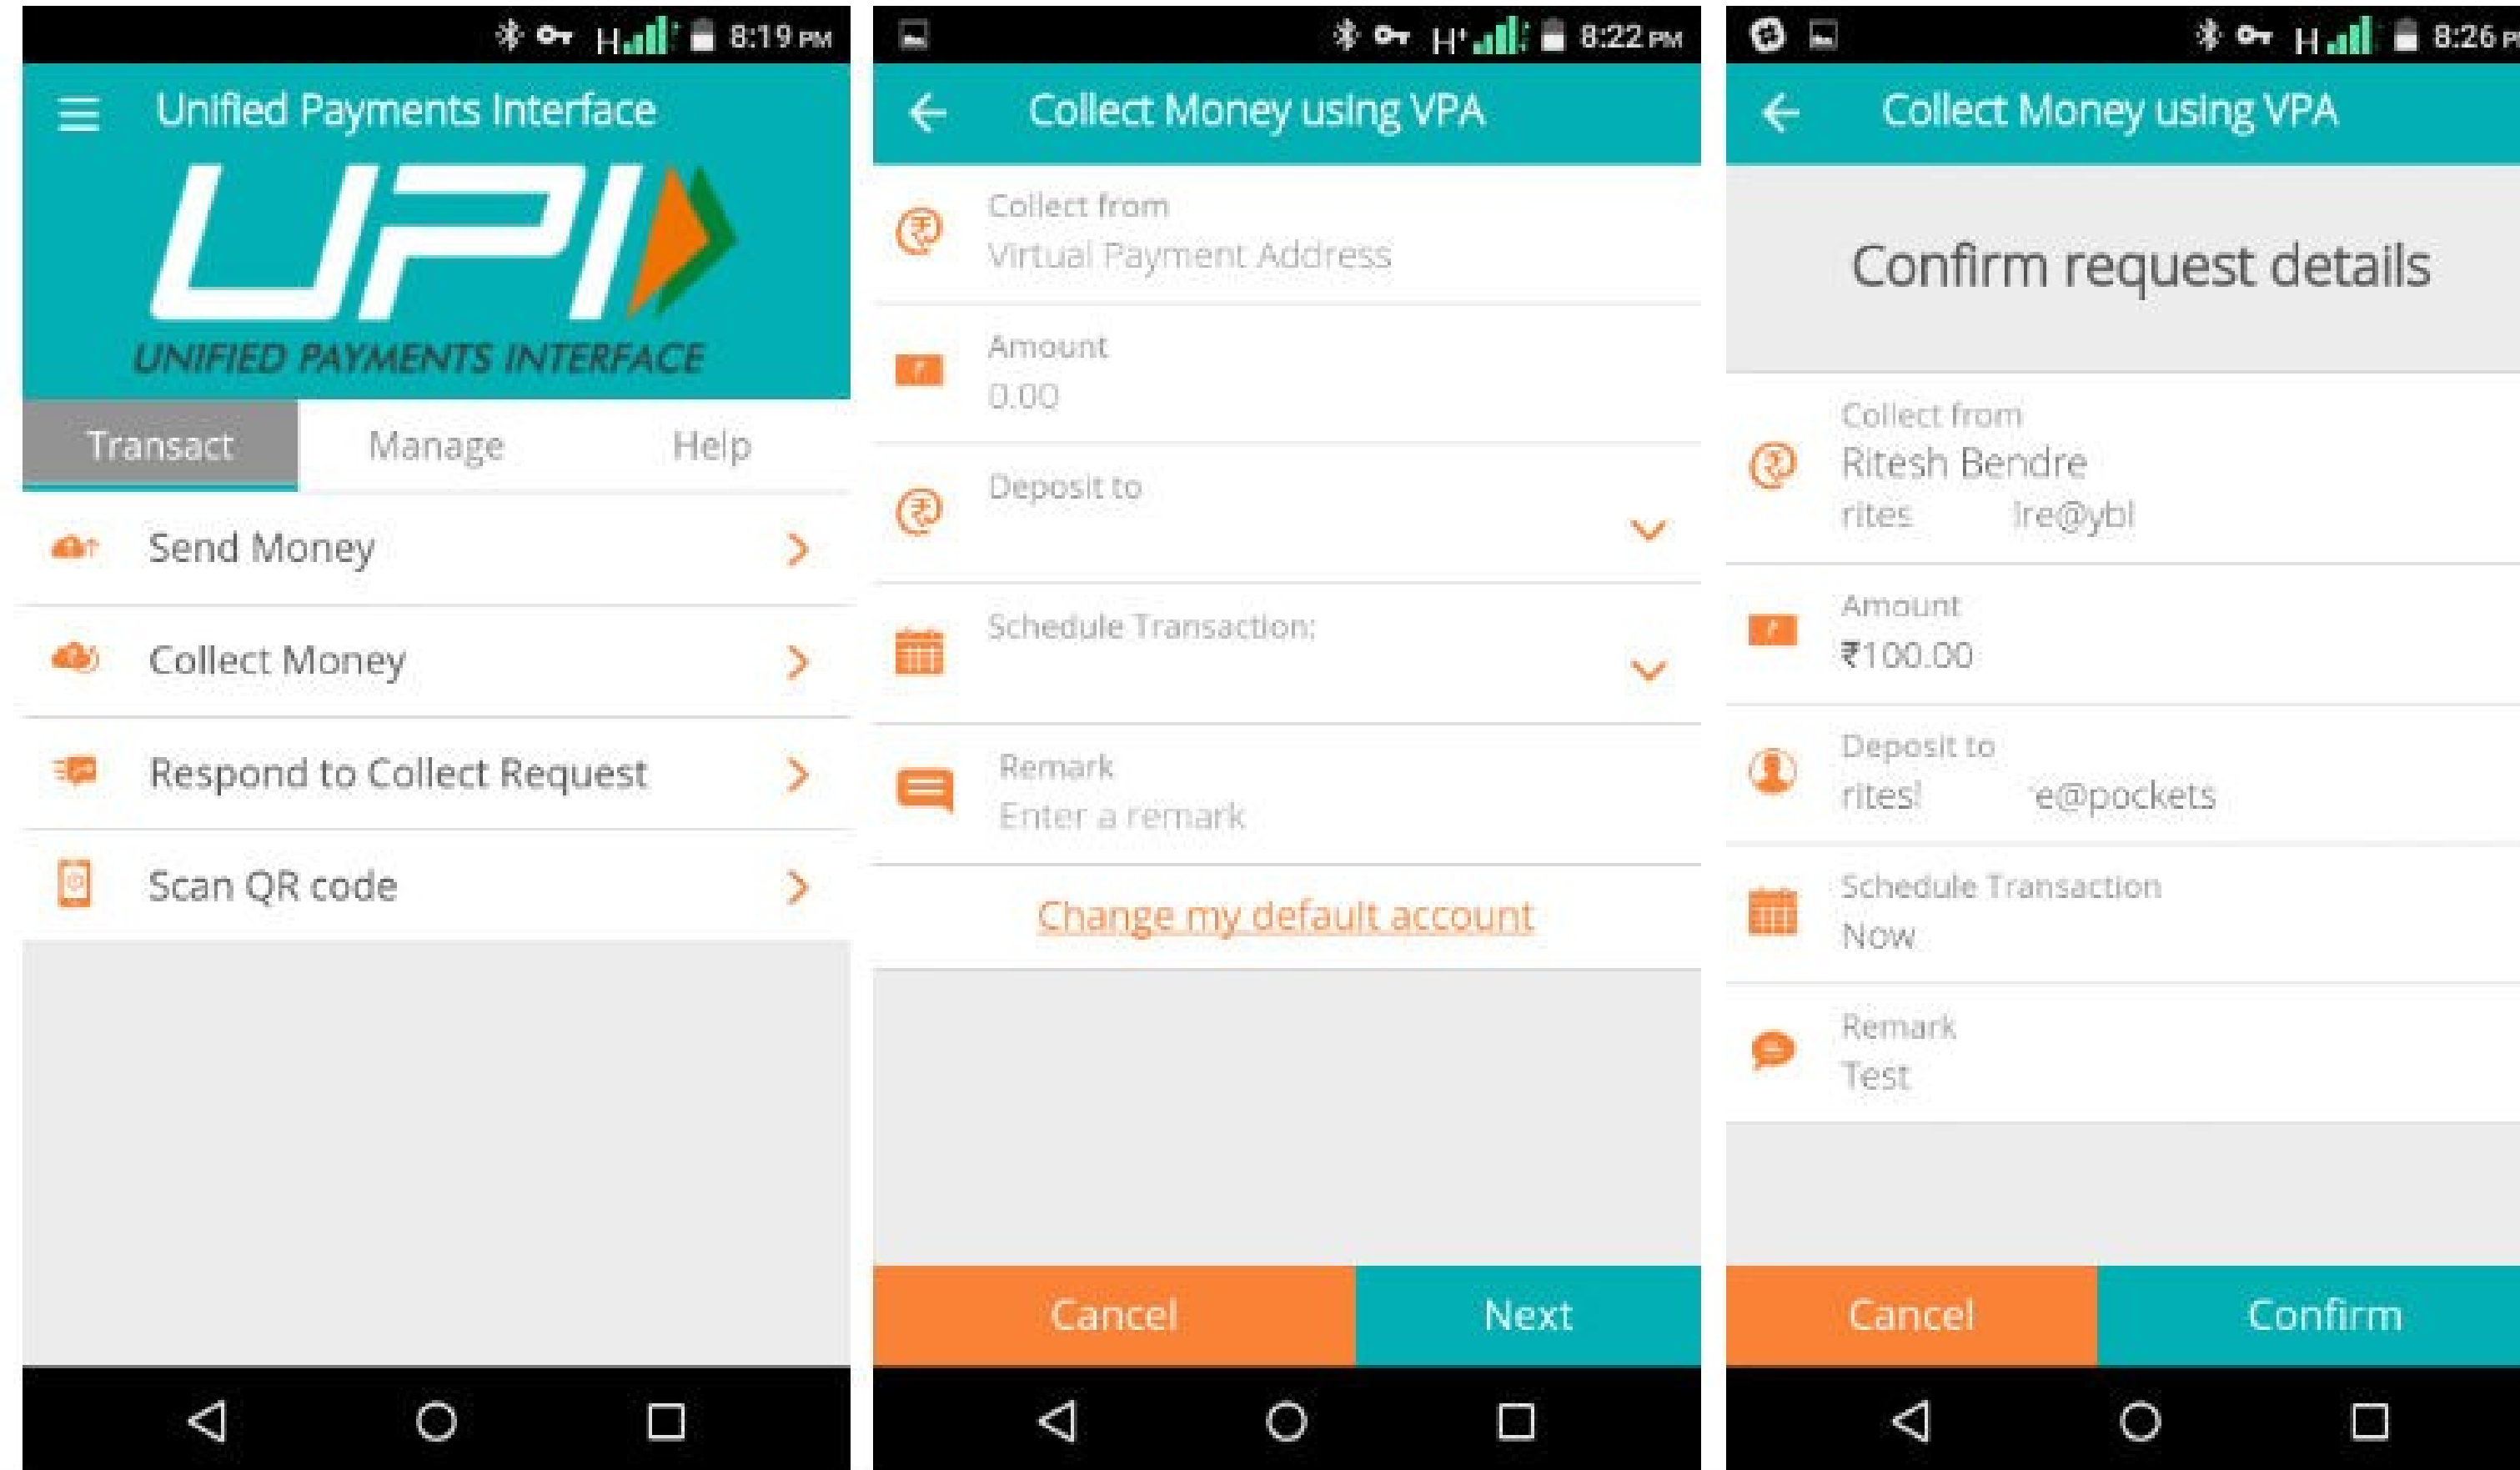 H 8:19 PM
Unified Payments Interface
UPI
UNIFIED PAYMENTS INTERFACE
Transact Manage Help
Send Money
Collect Money
Respond to Collect Request
Scan QR code
H+ 8:22 PM
Collect Money using VPA
Collect from
Virtual Payment Address
Amount
0.00
Deposit to
Schedule Transaction:
Remark
Enter a remark
Change my default account
Cancel Next
H 8:26
Collect Money using VPA
Confirm request details
Collect from
Ritesh Bendre
rites re@ybl
Amount
₹100.00
Deposit to
rites e@pockets
Schedule Transaction
Now
Remark
Test
Cancel Confirm